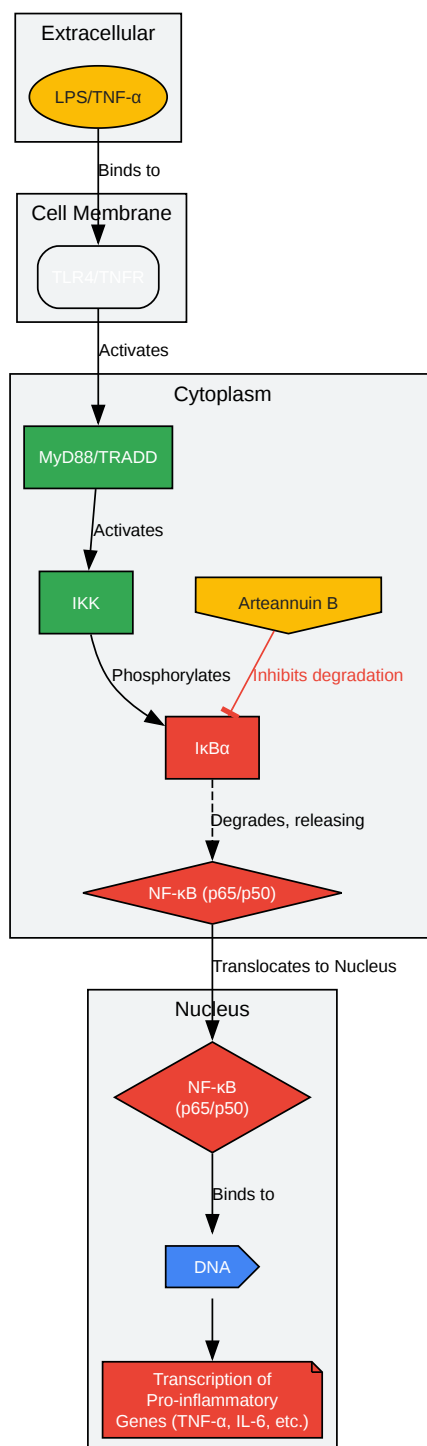 Extracellular
LPS/TNF-α
Binds to
Cell Membrane
TLR4/TNFR
Activates
Cytoplasm
MyD88/TRADD
Activates
IKK
Arteannuin B
Phosphorylates
Inhibits degradation
IκBα
Degrades, releasing
NF-κB (p65/p50)
Translocates to Nucleus
Nucleus
NF-κB
(p65/p50)
Binds to
DNA
Transcription of
Pro-inflammatory
Genes (TNF-α, IL-6, etc.)